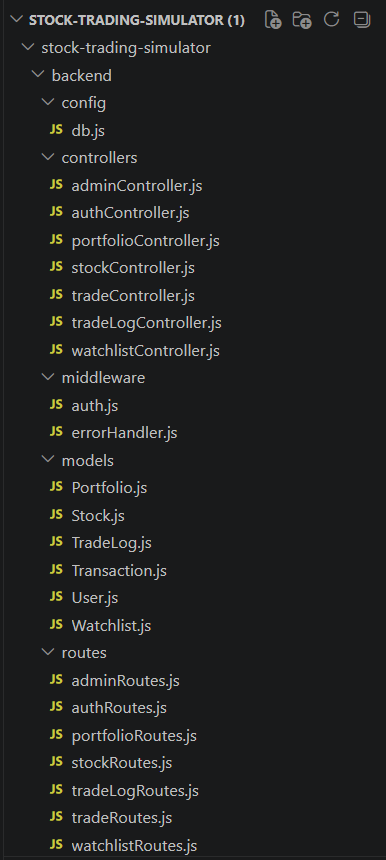 STOCK-TRADING-SIMULATOR (1)
stock-trading-simulator
backend
config
JS db.js
controllers
JS adminController.js
JS authController.js
JS portfolioController.js
JS stockController.js
JS tradeController.js
JS tradeLogController.js
JS watchlistController.js
middleware
JS auth.js
JS errorHandler.js
models
JS Portfolio.js
JS Stock.js
JS TradeLog.js
JS Transaction.js
JS User.js
JS Watchlist.js
routes
JS adminRoutes.js
JS authRoutes.js
JS portfolioRoutes.js
JS stockRoutes.js
JS tradeLogRoutes.js
JS tradeRoutes.js
JS watchlistRoutes.js